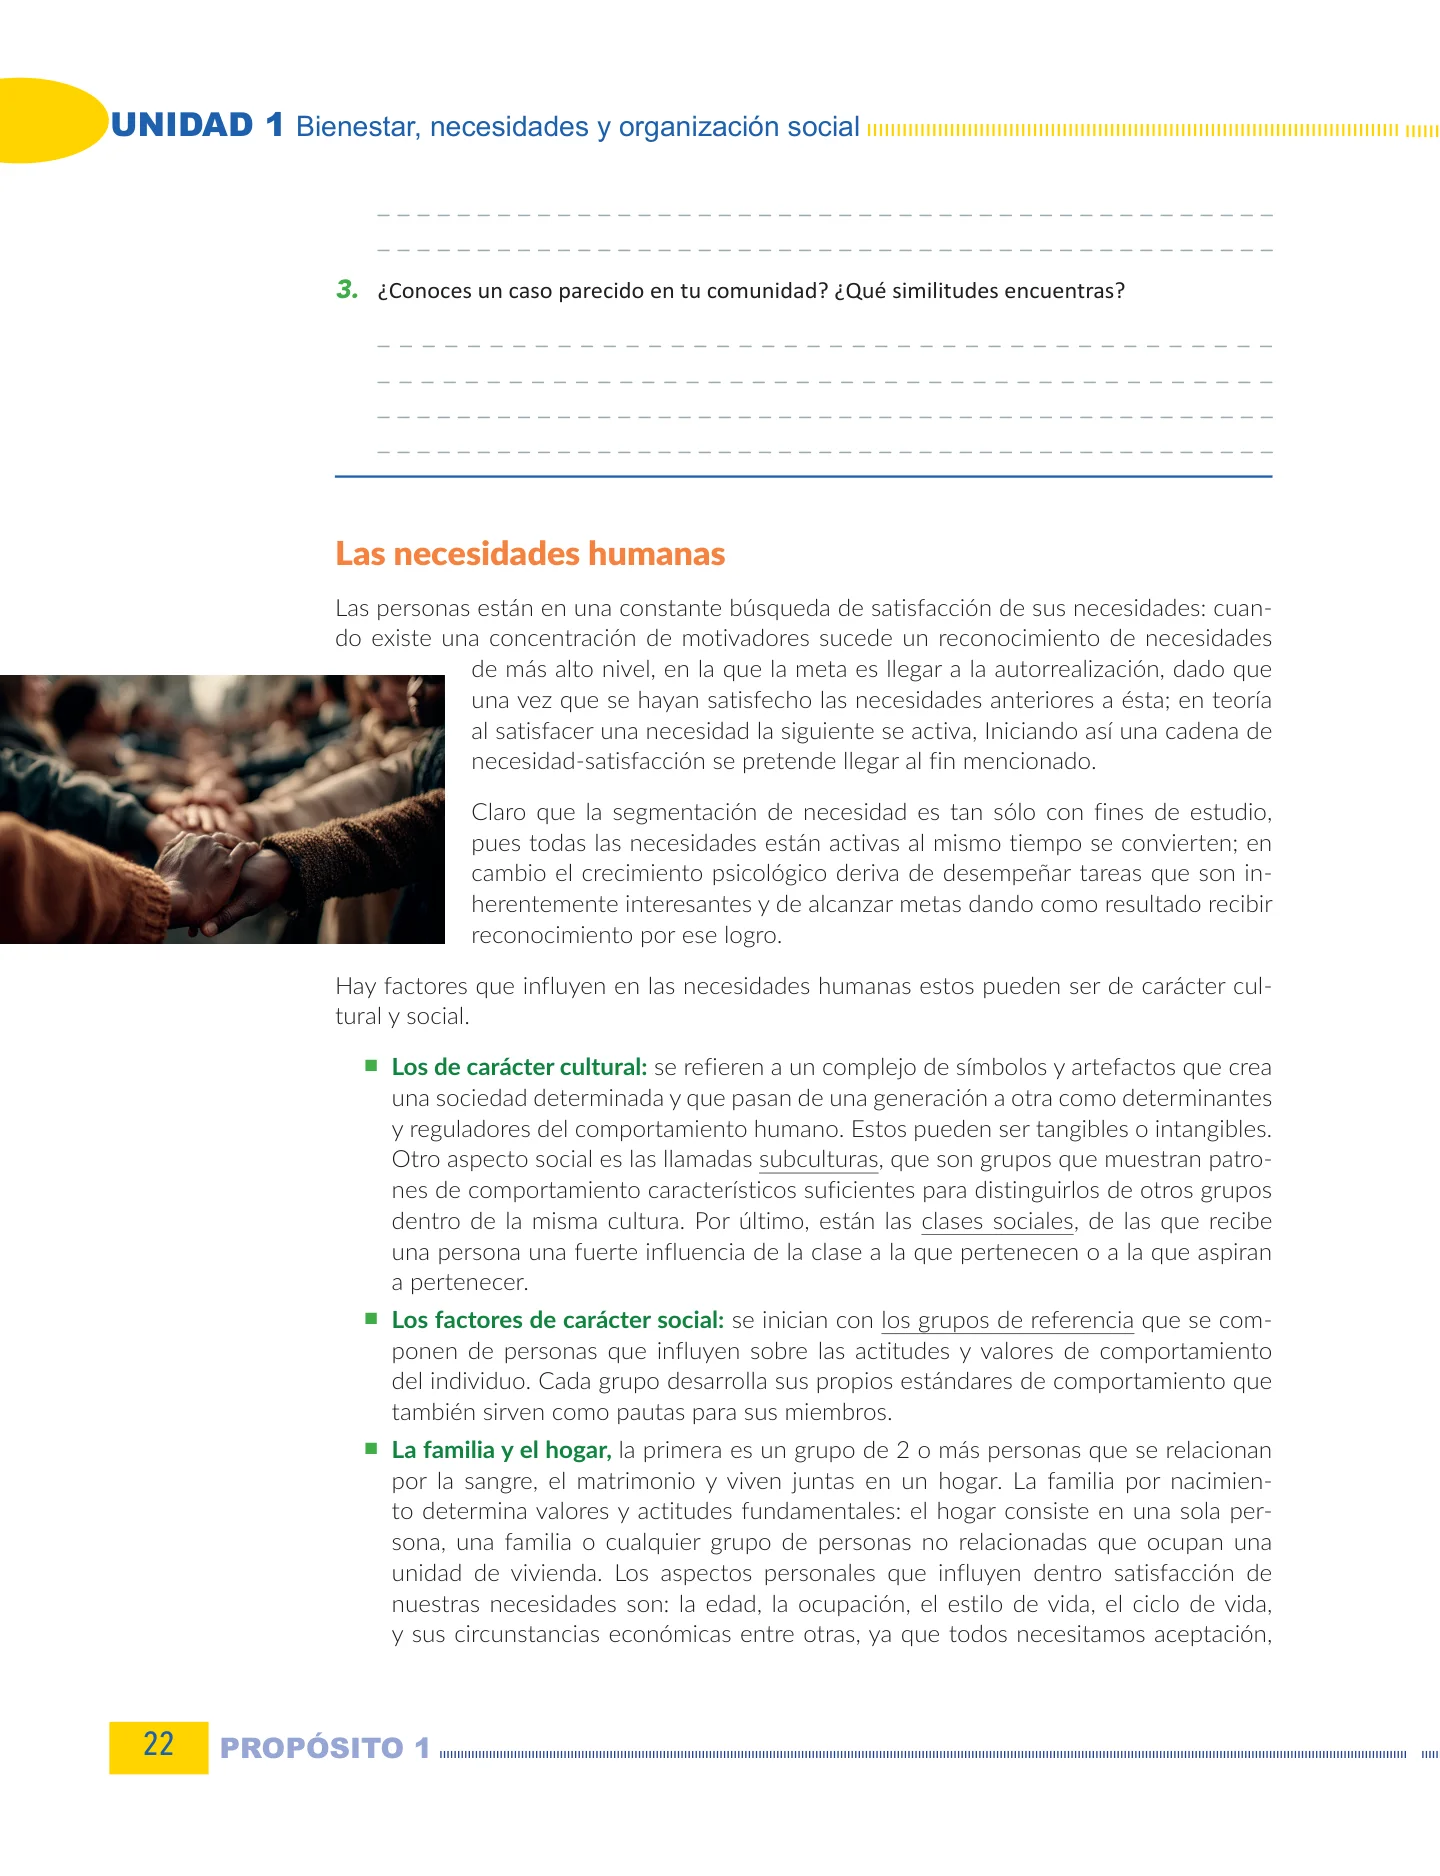 UNIDAD 1 Bienestar, necesidades y organización social
3. ¿Conoces un caso parecido en tu comunidad? ¿Qué similitudes encuentras?
Las necesidades humanas
Las personas están en una constante búsqueda de satisfacción de sus necesidades: cuan-
do existe una concentración de motivadores sucede un reconocimiento de necesidades
de más alto nivel, en la que la meta es llegar a la autorrealización, dado que
una vez que se hayan satisfecho las necesidades anteriores a ésta; en teoría
al satisfacer una necesidad la siguiente se activa, Iniciando así una cadena de
necesidad-satisfacción se pretende llegar al fin mencionado.
Claro que la segmentación de necesidad es tan sólo con fines de estudio,
pues todas las necesidades están activas al mismo tiempo se convierten; en
cambio el crecimiento psicológico deriva de desempeñar tareas que son in-
herentemente interesantes y de alcanzar metas dando como resultado recibir
reconocimiento por ese logro.
Hay factores que influyen en las necesidades humanas estos pueden ser de carácter cul-
tural y social.
■ Los de carácter cultural: se refieren a un complejo de símbolos y artefactos que crea
una sociedad determinada y que pasan de una generación a otra como determinantes
y reguladores del comportamiento humano. Estos pueden ser tangibles o intangibles.
Otro aspecto social es las llamadas subculturas, que son grupos que muestran patro-
nes de comportamiento característicos suficientes para distinguirlos de otros grupos
dentro de la misma cultura. Por último, están las clases sociales, de las que recibe
una persona una fuerte influencia de la clase a la que pertenecen o a la que aspiran
a pertenecer.
■ Los factores de carácter social: se inician con los grupos de referencia que se com-
ponen de personas que influyen sobre las actitudes y valores de comportamiento
del individuo. Cada grupo desarrolla sus propios estándares de comportamiento que
también sirven como pautas para sus miembros.
■ La familia y el hogar, la primera es un grupo de 2 o más personas que se relacionan
por la sangre, el matrimonio y viven juntas en un hogar. La familia por nacimien-
to determina valores y actitudes fundamentales: el hogar consiste en una sola per-
sona, una familia o cualquier grupo de personas no relacionadas que ocupan una
unidad de vivienda. Los aspectos personales que influyen dentro satisfacción de
nuestras necesidades son: la edad, la ocupación, el estilo de vida, el ciclo de vida,
y sus circunstancias económicas entre otras, ya que todos necesitamos aceptación,
22 PROPÓSITO 1